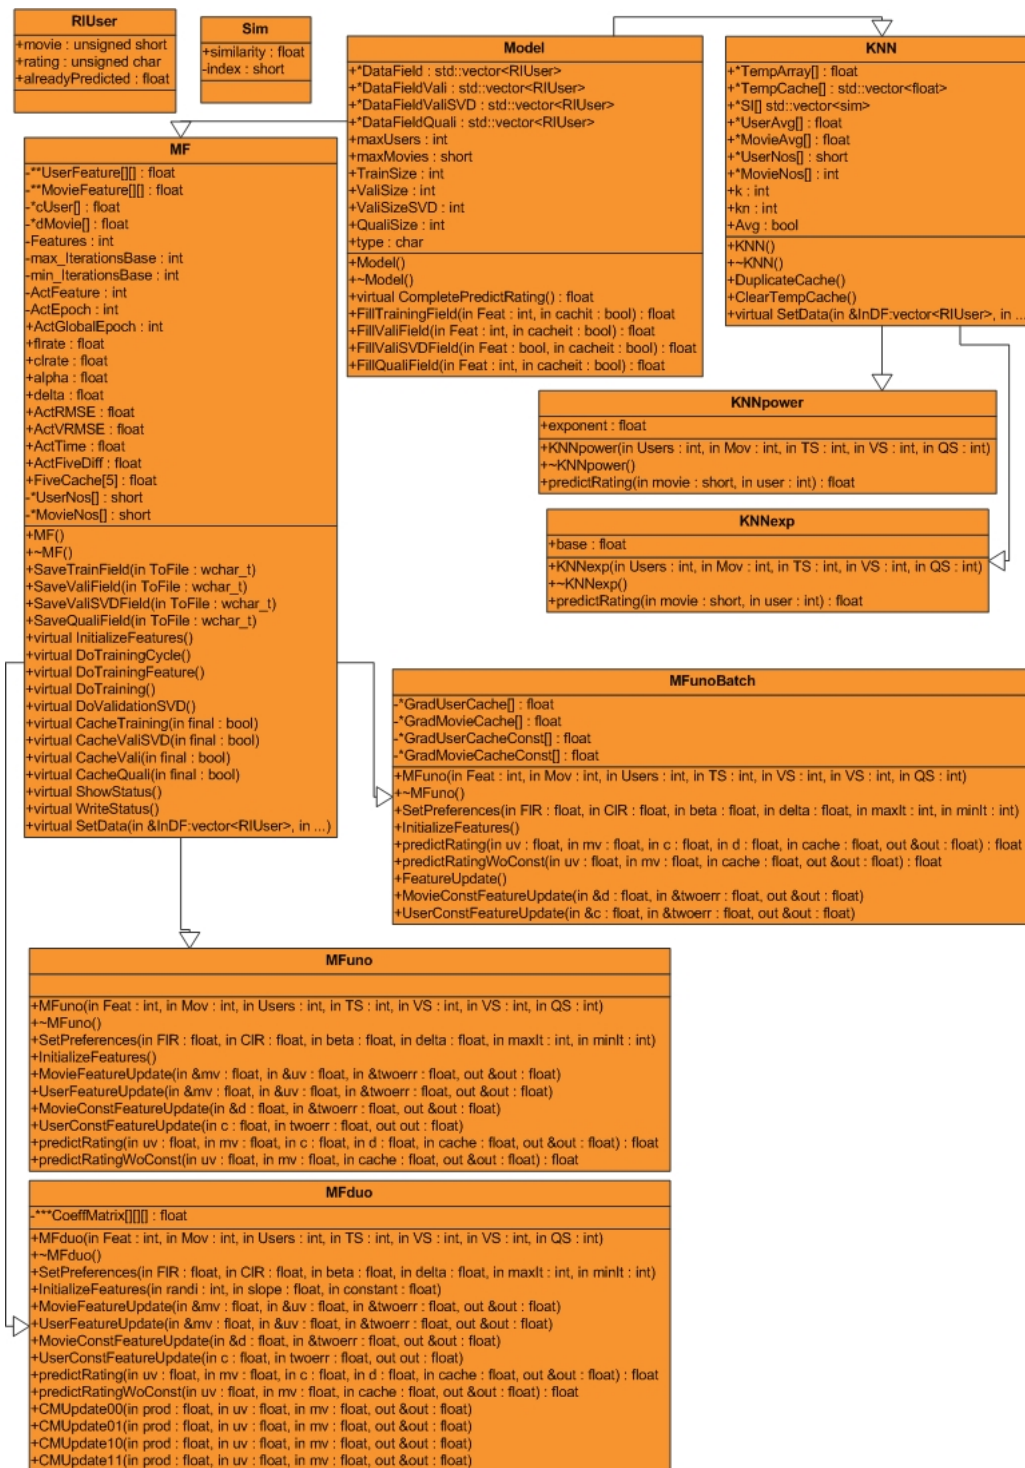 RIUser
+movie : unsigned short
+rating : unsigned char
+alreadyPredicted : float
Sim
+similarity : float
-index : short
Model
+*DataField : std::vector<RIUser>
+*DataFieldVali : std::vector<RIUser>
+*DataFieldValiSVD : std::vector<RIUser>
+*DataFieldQuali : std::vector<RIUser>
+maxUsers : int
+maxMovies : short
+TrainSize : int
+ValiSize : int
+ValiSizeSVD : int
+QualiSize : int
+type : char
+Model()
+~Model()
+virtual CompletePredictRating() : float
+FillTrainingField(in Feat : int, in cachit : bool) : float
+FillValiField(in Feat : int, in cacheit : bool) : float
+FillValiSVDField(in Feat : bool, in cacheit : bool) : float
+FillQualiField(in Feat : int, in cacheit : bool) : float
KNN
+*TempArray[] : float
+*TempCache[] : std::vector<float>
+*SI[] std::vector<sim>
+*UserAvg[] : float
+*MovieAvg[] : float
+*UserNos[] : short
+*MovieNos[] : int
+k : int
+kn : int
+Avg : bool
+KNN()
+~KNN()
+DuplicateCache()
+ClearTempCache()
+virtual SetData(in &InDF:vector<RIUser>, in ...)
MF
-**UserFeature[][] : float
-**MovieFeature[][] : float
-*cUser[] : float
-*dMovie[] : float
-Features : int
-max_IterationsBase : int
-min_IterationsBase : int
-ActFeature : int
-ActEpoch : int
+ActGlobalEpoch : int
+flrate : float
+clrate : float
+alpha : float
+delta : float
+ActRMSE : float
+ActVRMSE : float
+ActTime : float
+ActFiveDiff : float
+FiveCache[5] : float
-*UserNos[] : short
-*MovieNos[] : short
+MF()
+~MF()
+SaveTrainField(in ToFile : wchar_t)
+SaveValiField(in ToFile : wchar_t)
+SaveValiSVDField(in ToFile : wchar_t)
+SaveQualiField(in ToFile : wchar_t)
+virtual InitializeFeatures()
+virtual DoTrainingCycle()
+virtual DoTrainingFeature()
+virtual DoTraining()
+virtual DoValidationSVD()
+virtual CacheTraining(in final : bool)
+virtual CacheValiSVD(in final : bool)
+virtual CacheVali(in final : bool)
+virtual CacheQuali(in final : bool)
+virtual ShowStatus()
+virtual WriteStatus()
+virtual SetData(in &InDF:vector<RIUser>, in ...)
KNNpower
+exponent : float
+KNNpower(in Users : int, in Mov : int, in TS : int, in VS : int, in QS : int)
+~KNNpower()
+predictRating(in movie : short, in user : int) : float
KNNexp
+base : float
+KNNexp(in Users : int, in Mov : int, in TS : int, in VS : int, in QS : int)
+~KNNexp()
+predictRating(in movie : short, in user : int) : float
MFunoBatch
-*GradUserCache[] : float
-*GradMovieCache[] : float
-*GradUserCacheConst[] : float
-*GradMovieCacheConst[] : float
+MFuno(in Feat : int, in Mov : int, in Users : int, in TS : int, in VS : int, in VS : int, in QS : int)
+~MFuno()
+SetPreferences(in FlR : float, in ClR : float, in beta : float, in delta : float, in maxIt : int, in minIt : int)
+InitializeFeatures()
+predictRating(in uv : float, in mv : float, in c : float, in d : float, in cache : float, out &out : float) : float
+predictRatingWoConst(in uv : float, in mv : float, in cache : float, out &out : float) : float
+FeatureUpdate()
+MovieConstFeatureUpdate(in &d : float, in &twoerr : float, out &out : float)
+UserConstFeatureUpdate(in &c : float, in &twoerr : float, out &out : float)
MFuno
+MFuno(in Feat : int, in Mov : int, in Users : int, in TS : int, in VS : int, in VS : int, in QS : int)
+~MFuno()
+SetPreferences(in FlR : float, in ClR : float, in beta : float, in delta : float, in maxIt : int, in minIt : int)
+InitializeFeatures()
+MovieFeatureUpdate(in &mv : float, in &uv : float, in &twoerr : float, out &out : float)
+UserFeatureUpdate(in &mv : float, in &uv : float, in &twoerr : float, out &out : float)
+MovieConstFeatureUpdate(in &d : float, in &twoerr : float, out &out : float)
+UserConstFeatureUpdate(in c : float, in twoerr : float, out out : float)
+predictRating(in uv : float, in mv : float, in c : float, in d : float, in cache : float, out &out : float) : float
+predictRatingWoConst(in uv : float, in mv : float, in cache : float, out &out : float) : float
MFduo
-***CoeffMatrix[][][] : float
+MFduo(in Feat : int, in Mov : int, in Users : int, in TS : int, in VS : int, in VS : int, in QS : int)
+~MFduo()
+SetPreferences(in FlR : float, in ClR : float, in beta : float, in delta : float, in maxIt : int, in minIt : int)
+InitializeFeatures(in randi : int, in slope : float, in constant : float)
+MovieFeatureUpdate(in &mv : float, in &uv : float, in &twoerr : float, out &out : float)
+UserFeatureUpdate(in &mv : float, in &uv : float, in &twoerr : float, out &out : float)
+MovieConstFeatureUpdate(in &d : float, in &twoerr : float, out &out : float)
+UserConstFeatureUpdate(in c : float, in twoerr : float, out out : float)
+predictRating(in uv : float, in mv : float, in c : float, in d : float, in cache : float, out &out : float) : float
+predictRatingWoConst(in uv : float, in mv : float, in cache : float, out &out : float) : float
+CMUpdate00(in prod : float, in uv : float, in mv : float, out &out : float)
+CMUpdate01(in prod : float, in uv : float, in mv : float, out &out : float)
+CMUpdate10(in prod : float, in uv : float, in mv : float, out &out : float)
+CMUpdate11(in prod : float, in uv : float, in mv : float, out &out : float)